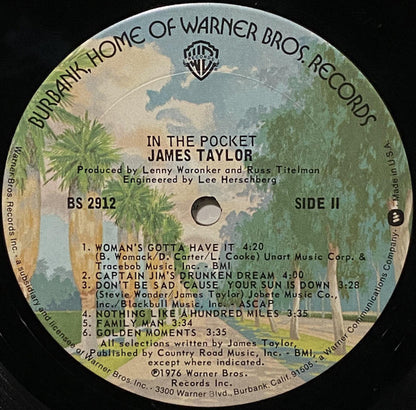 BURBANK, HOME OF WARNER BROS. RECORDS
WB
RECORDS
IN THE POCKET
JAMES TAYLOR
Produced by Lenny Waronker and Russ Titelman
Engineered by Lee Herschberg
BS 2912
SIDE II
1. WOMAN'S GOTTA HAVE IT 4:20
(B. Womack/D. Carter/L. Cooke) Unart Music Corp. &
Tracebob Music, Inc. - BMI
2. CAPTAIN JIM'S DRUNKEN DREAM 4:00
3. DON'T BE SAD 'CAUSE YOUR SUN IS DOWN 3:28
(Stevie Wonder/James Taylor) Jobete Music Co.,
Inc/Blackbull Music, Inc. - ASCAP
4. NOTHING LIKE A HUNDRED MILES 3:35
5. FAMILY MAN 3:34
6. GOLDEN MOMENTS 3:35
All selections written by James Taylor,
Published by Country Road Music, Inc. - BMI,
except where indicated.
℗1976 Warner Bros.
Records Inc.
Warner Bros. Records Inc., a subsidiary and licensee of Warner Bros. Inc., 3300 Warner Blvd., Burbank, Calif. 91505 • a Warner Communications Company • Made in U.S.A.